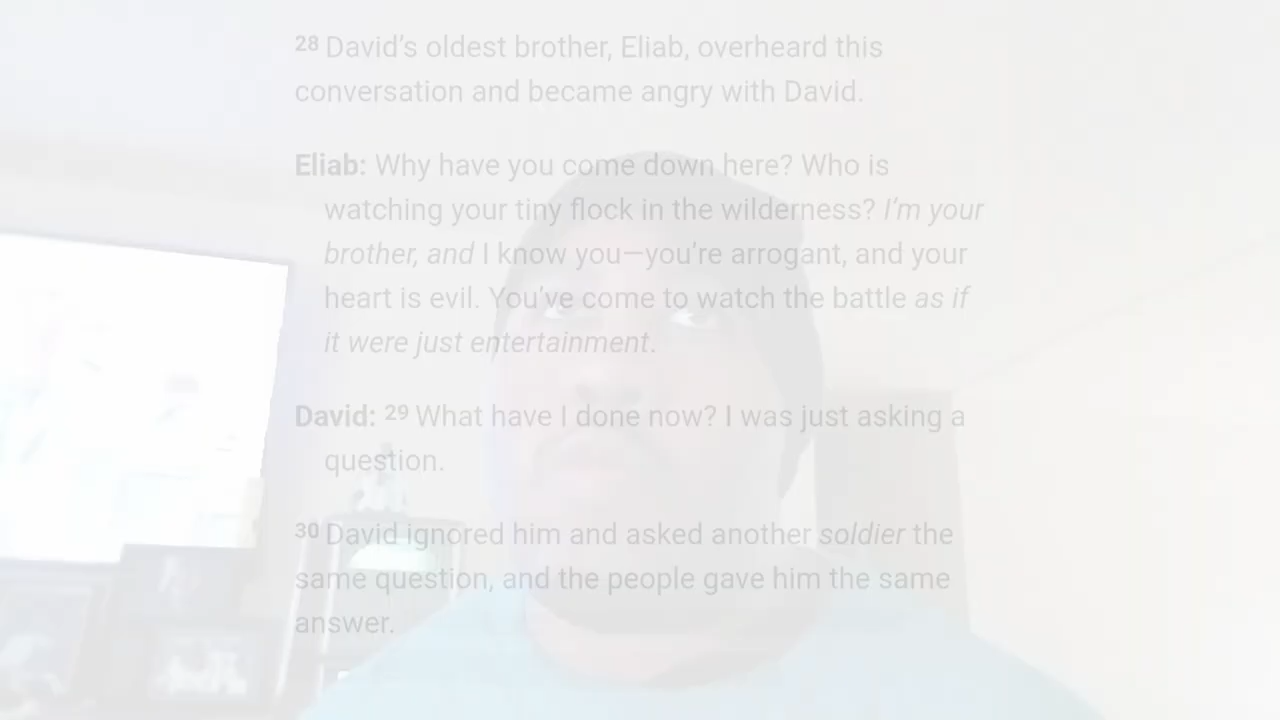 28 David’s oldest brother, Eliab, overheard this
conversation and became angry with David.
Eliab: Why have you come down here? Who is
watching your tiny flock in the wilderness? I’m your
brother, and I know you—you’re arrogant, and your
heart is evil. You’ve come to watch the battle as if
it were just entertainment.
David: 29 What have I done now? I was just asking a
question.
30 David ignored him and asked another soldier the
same question, and the people gave him the same
answer.